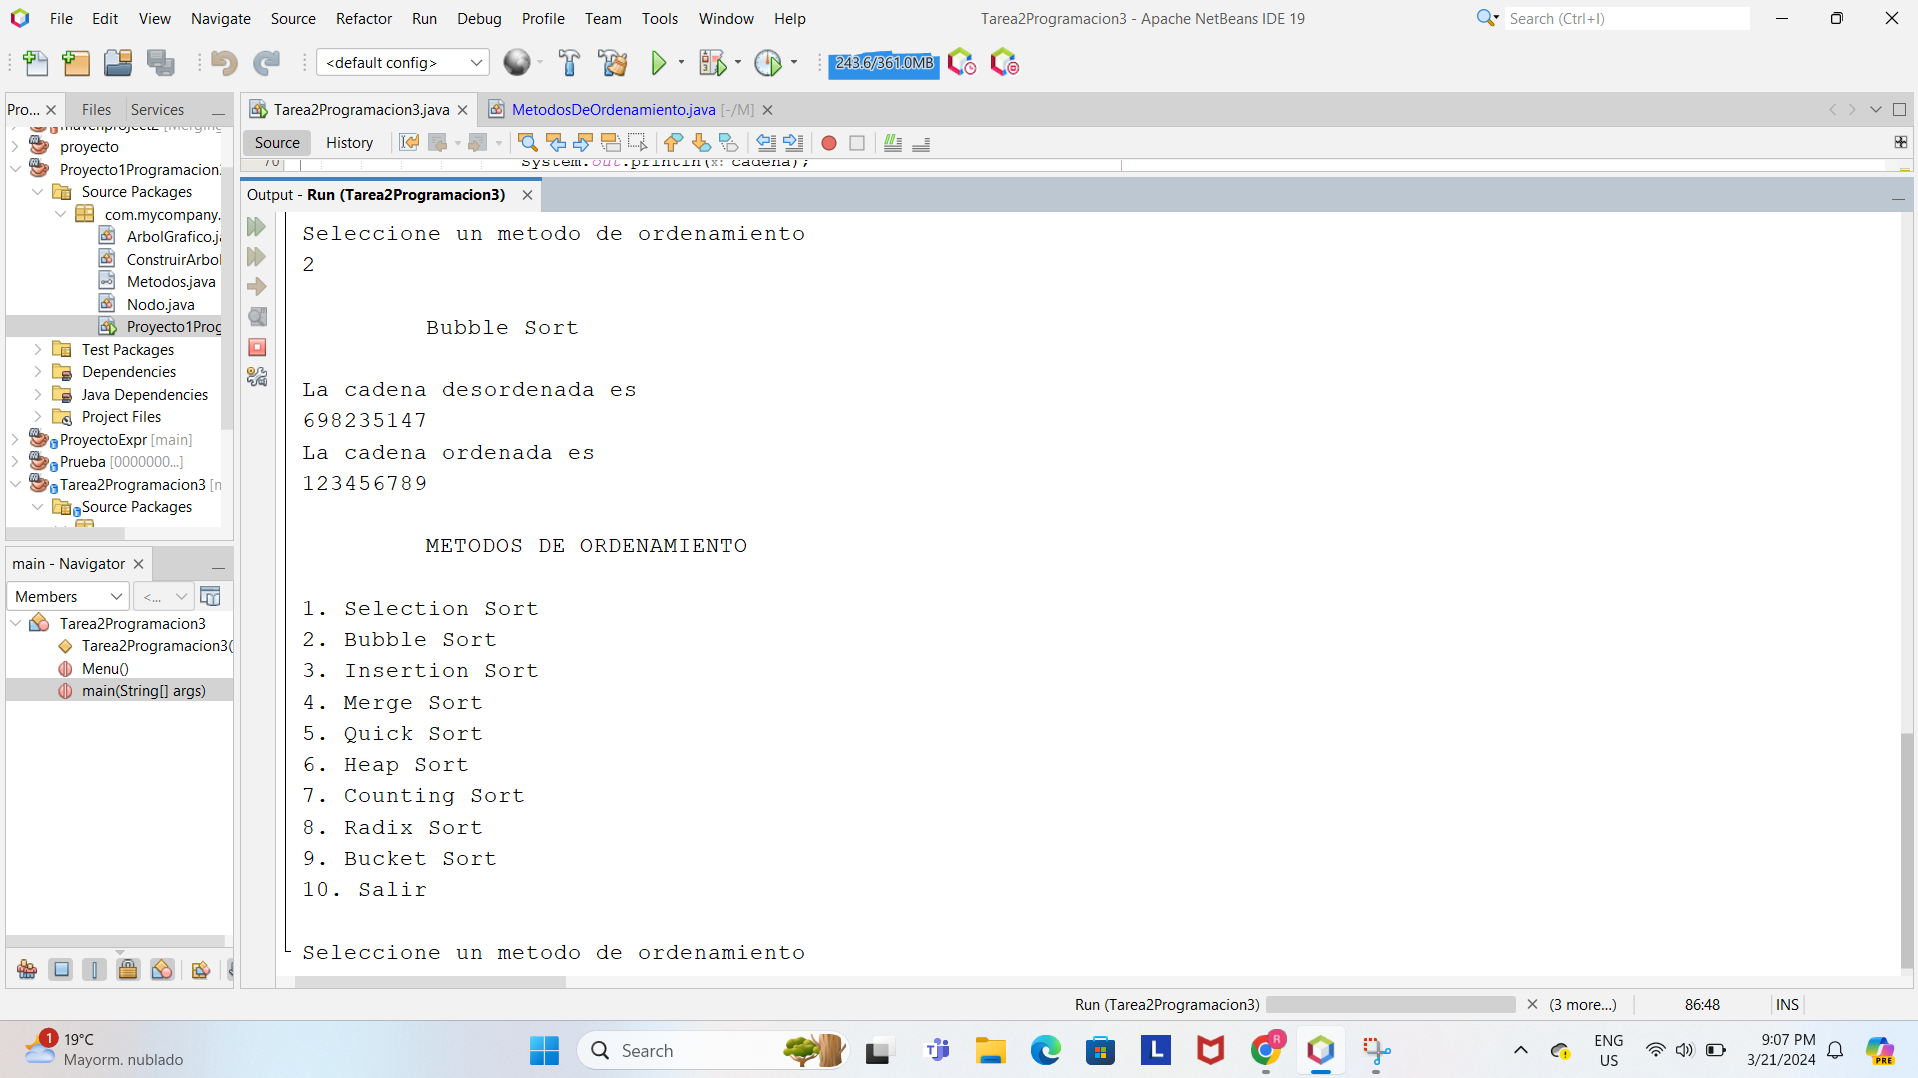 File Edit View Navigate Source Refactor Run Debug Profile Team Tools Window Help
Tarea2Programacion3 - Apache NetBeans IDE 19
Search (Ctrl+I)
<default config>
243.6/361.0MB
Pro... Files Services
Tarea2Programacion3.java MetodosDeOrdenamiento.java [-/M]
Source History
70 System.out.println(x: cadena);
proyecto
Proyecto1Programacion
Source Packages
com.mycompany.
ArbolGrafico.j
ConstruirArbol
Metodos.java
Nodo.java
Proyecto1Prog
Test Packages
Dependencies
Java Dependencies
Project Files
ProyectoExpr [main]
Prueba [0000000...]
Tarea2Programacion3 [
Source Packages
main - Navigator
Members <...
Tarea2Programacion3
Tarea2Programacion3(
Menu()
main(String[] args)
Output - Run (Tarea2Programacion3)
Seleccione un metodo de ordenamiento
2
Bubble Sort
La cadena desordenada es
698235147
La cadena ordenada es
123456789
METODOS DE ORDENAMIENTO
1. Selection Sort
2. Bubble Sort
3. Insertion Sort
4. Merge Sort
5. Quick Sort
6. Heap Sort
7. Counting Sort
8. Radix Sort
9. Bucket Sort
10. Salir
Seleccione un metodo de ordenamiento
Run (Tarea2Programacion3) (3 more...) 86:48 INS
1 19°C
Mayorm. nublado
Search
L
R
ENG
US
9:07 PM
3/21/2024
PRE